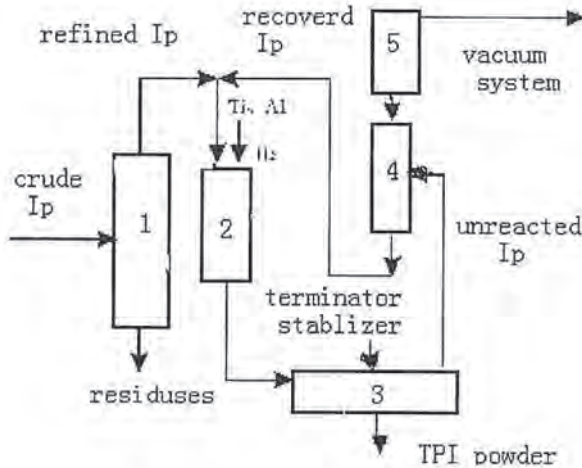 refined Ip
recoverd
Ip
5
vacuum
system
Ti, Al
H₂
crude
Ip
1
2
4
unreacted
Ip
terminator
stablizer
residuses
3
TPI powder